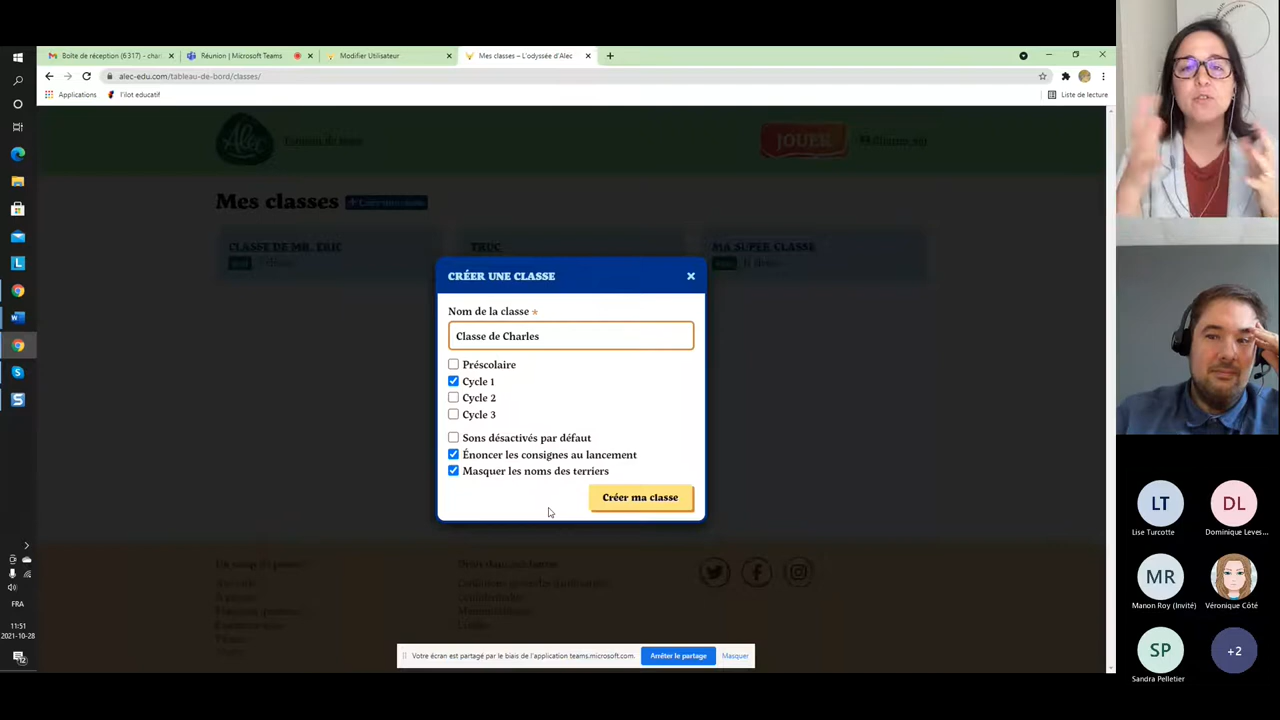 Boîte de réception (6317) - cha
Réunion | Microsoft Teams
Modifier Utilisateur
Mes classes – L'odyssée d'Alec
alec-edu.com/tableau-de-bord/classes/
Applications
l'ilot educatif
Liste de lecture
Alec
JOUER
Mes classes
CLASSE DE MR. ERIC
TRUC
MA SUPER CLASSE
CRÉER UNE CLASSE
Nom de la classe *
Classe de Charles
Préscolaire
Cycle 1
Cycle 2
Cycle 3
Sons désactivés par défaut
Énoncer les consignes au lancement
Masquer les noms des terriers
Créer ma classe
Votre écran est partagé par le biais de l'application teams.microsoft.com.
Arrêter le partage
Masquer
FRA
11:51
2021-10-28
LT
Lise Turcotte
DL
Dominique Leves...
MR
Manon Roy (Invité)
Véronique Côté
SP
Sandra Pelletier
+2